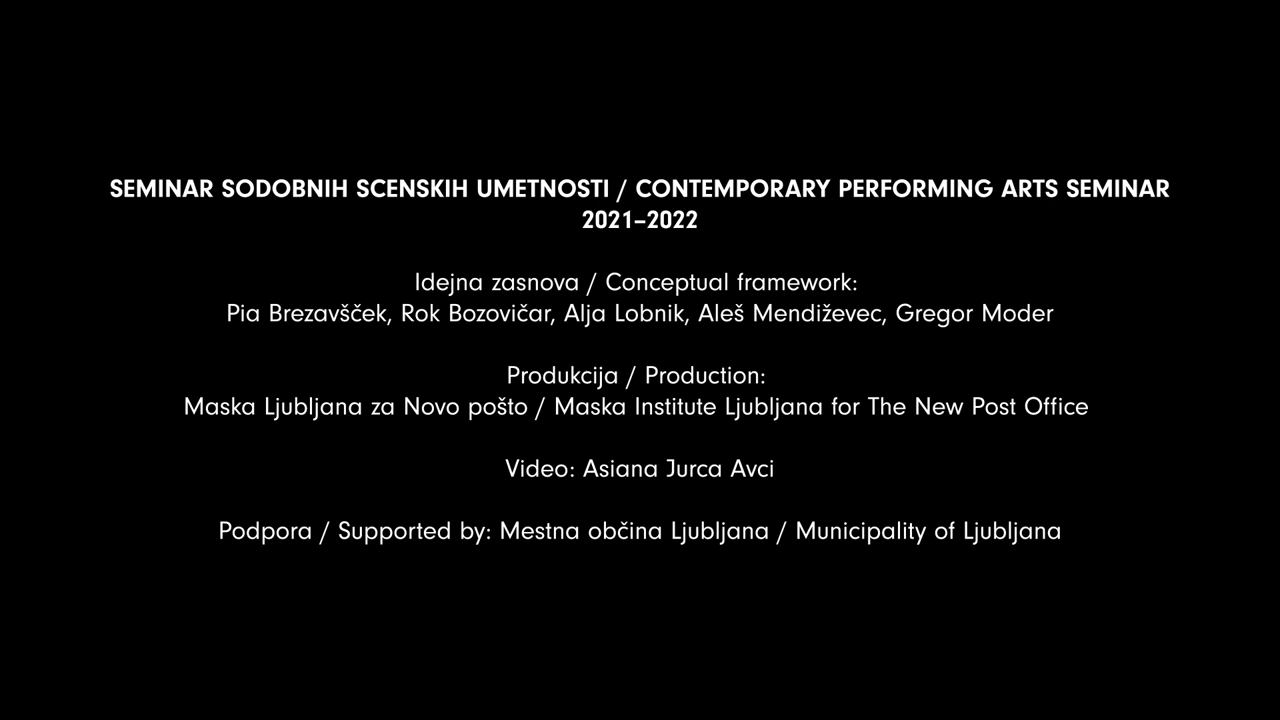 SEMINAR SODOBNIH SCENSKIH UMETNOSTI / CONTEMPORARY PERFORMING ARTS SEMINAR
2021–2022
Idejna zasnova / Conceptual framework:
Pia Brezavšček, Rok Bozovičar, Alja Lobnik, Aleš Mendiževec, Gregor Moder
Produkcija / Production:
Maska Ljubljana za Novo pošto / Maska Institute Ljubljana for The New Post Office
Video: Asiana Jurca Avci
Podpora / Supported by: Mestna občina Ljubljana / Municipality of Ljubljana